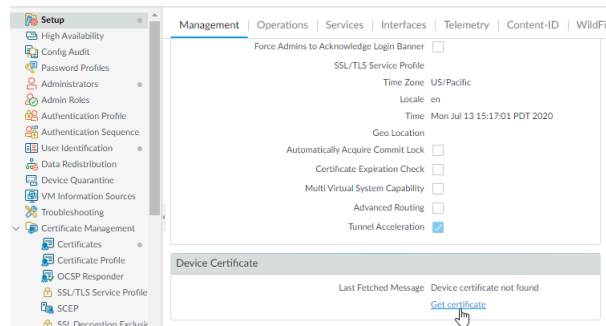 Setup
High Availability
Config Audit
Password Profiles
Administrators
Admin Roles
Authentication Profile
Authentication Sequence
User Identification
Data Redistribution
Device Quarantine
VM Information Sources
Troubleshooting
Certificate Management
Certificates
Certificate Profile
OCSP Responder
SSL/TLS Service Profile
SCEP
SSL Decryption Exclusio
Management | Operations | Services | Interfaces | Telemetry | Content-ID | WildFi
Force Admins to Acknowledge Login Banner
SSL/TLS Service Profile
Time Zone US/Pacific
Locale en
Time Mon Jul 13 15:17:01 PDT 2020
Geo Location
Automatically Acquire Commit Lock
Certificate Expiration Check
Multi Virtual System Capability
Advanced Routing
Tunnel Acceleration
Device Certificate
Last Fetched Message Device certificate not found
Get certificate